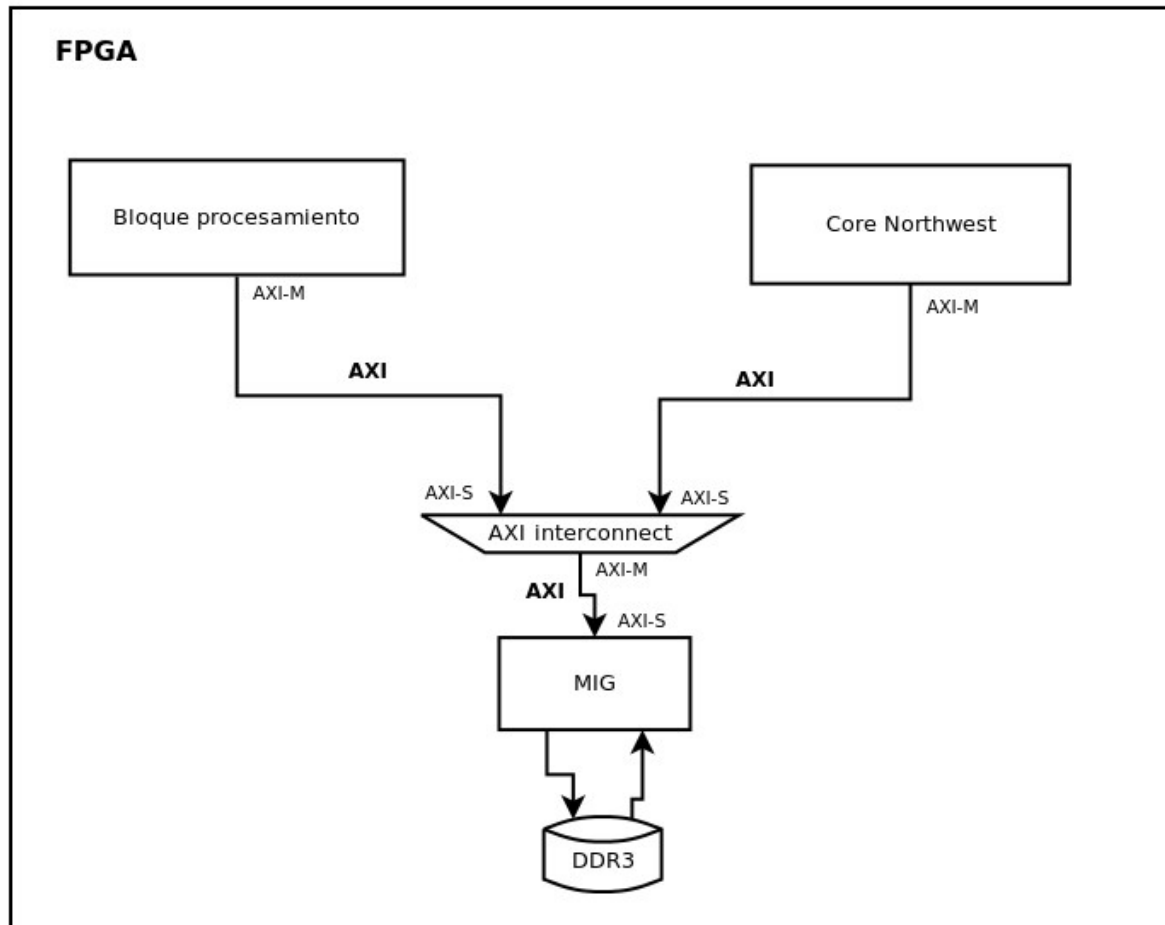 FPGA
Bloque procesamiento
Core Northwest
AXI-M
AXI-M
AXI
AXI
AXI-S
AXI-S
AXI interconnect
AXI-M
AXI
AXI-S
MIG
DDR3